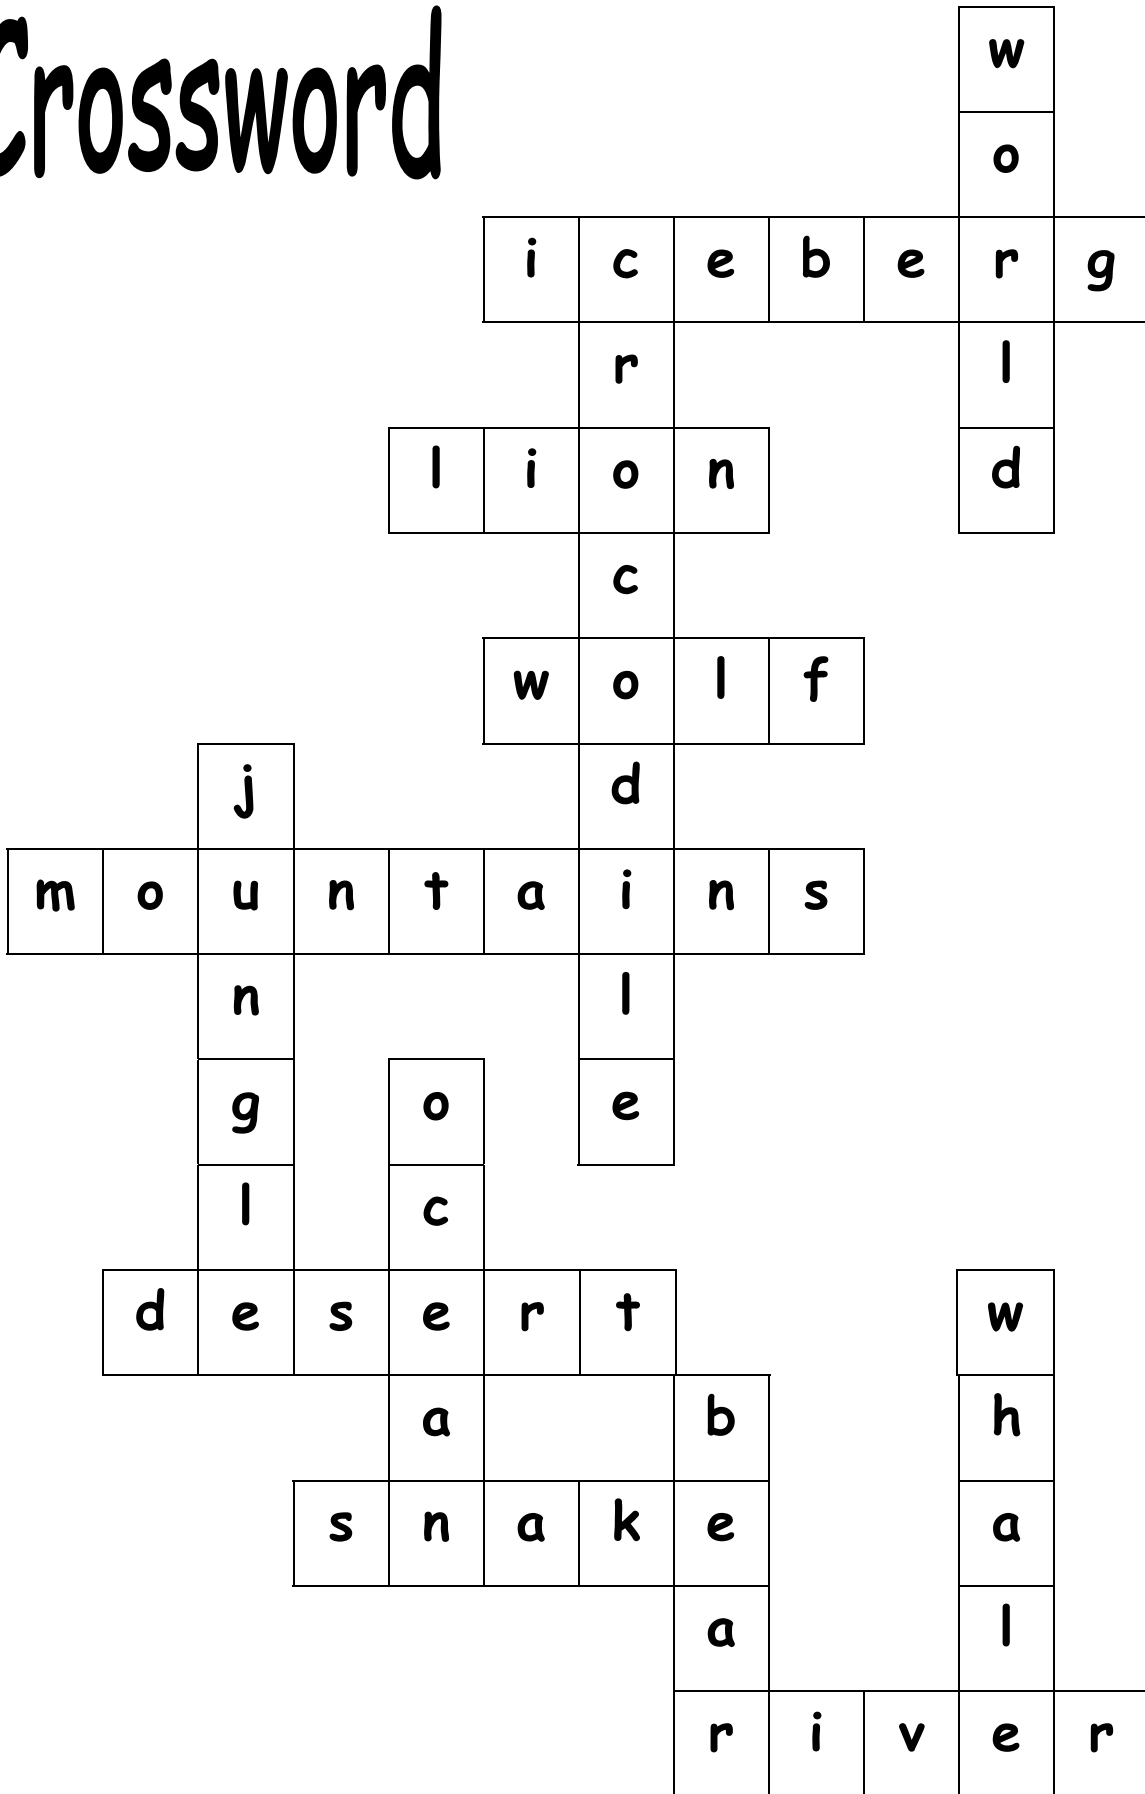 Crossword
w
o
i c e b e r g
r l
l i o n d
c
w o l f
j d
m o u n t a i n s
n l
g o e
l c
d e s e r t w
a b h
s n a k e a
a l
r i v e r